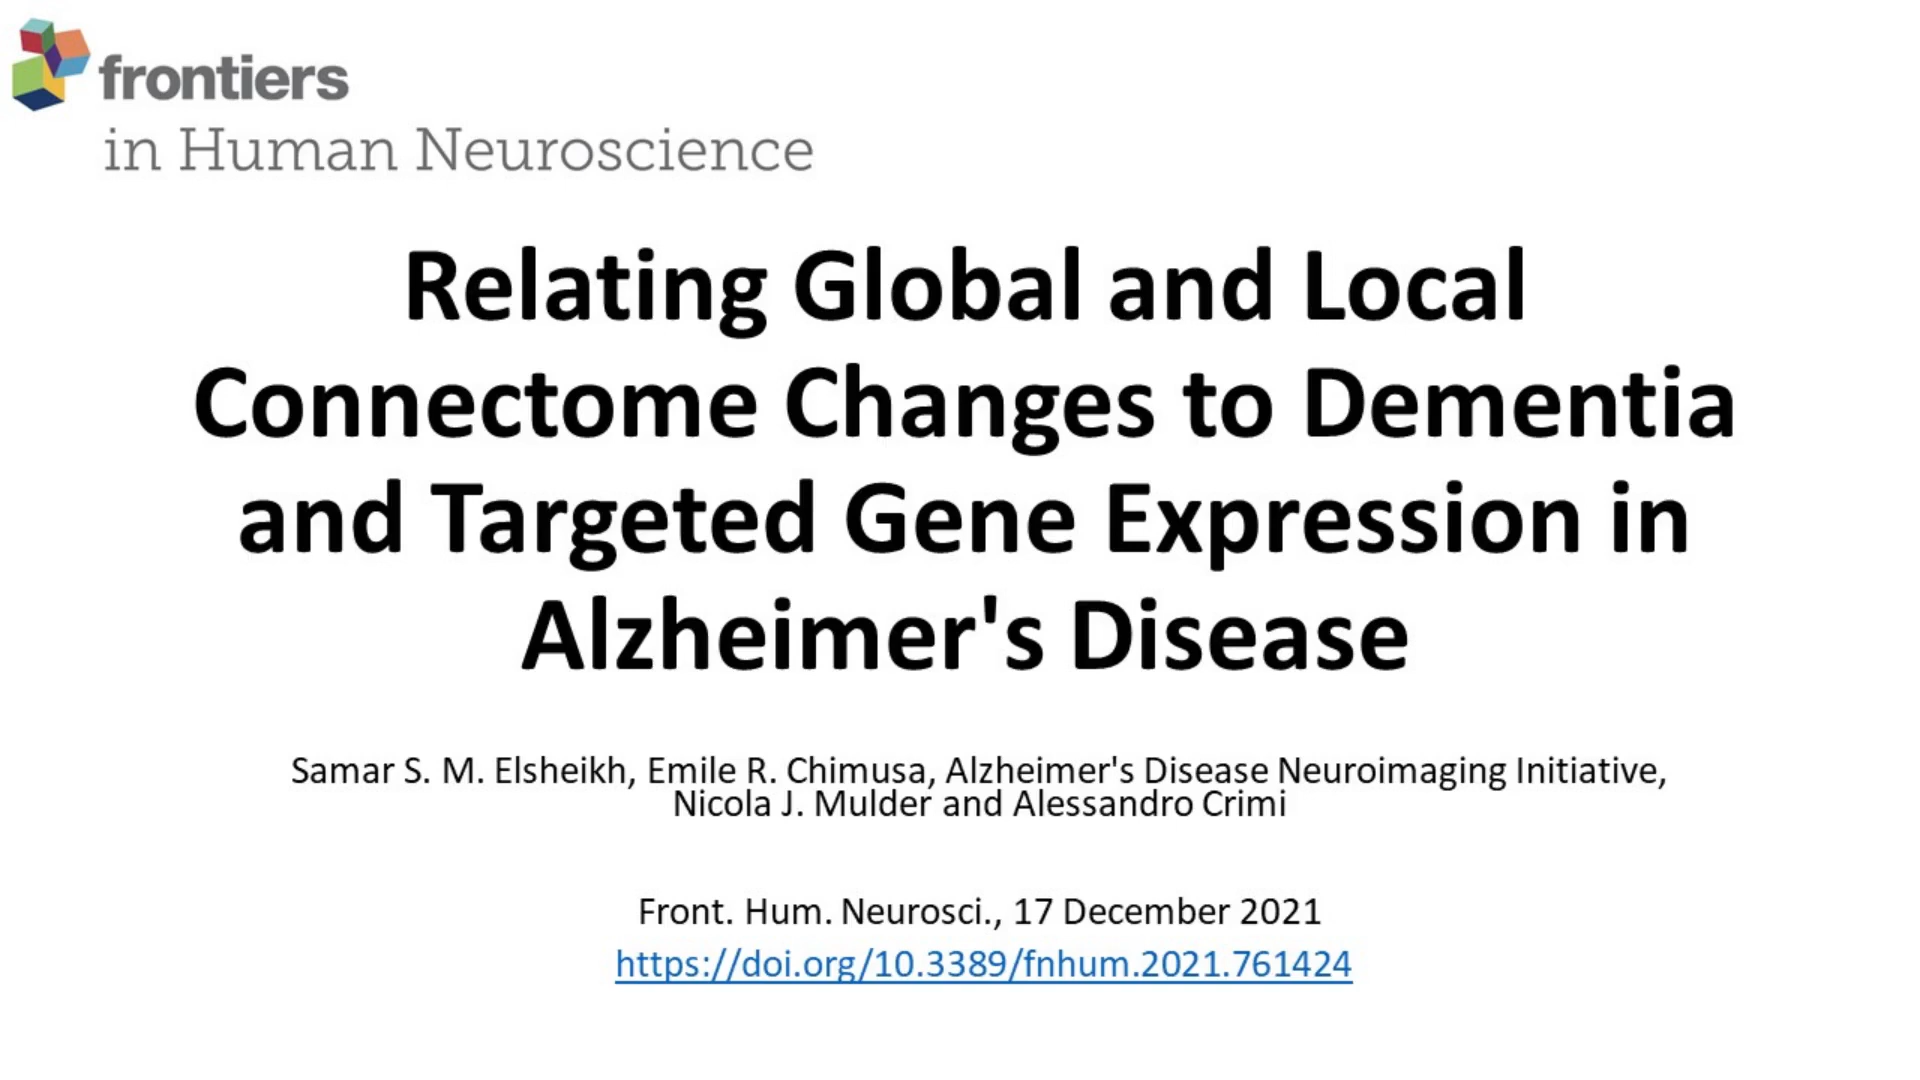 frontiers
in Human Neuroscience
Relating Global and Local
Connectome Changes to Dementia
and Targeted Gene Expression in
Alzheimer's Disease
Samar S. M. Elsheikh, Emile R. Chimusa, Alzheimer's Disease Neuroimaging Initiative,
Nicola J. Mulder and Alessandro Crimi
Front. Hum. Neurosci., 17 December 2021
https://doi.org/10.3389/fnhum.2021.761424